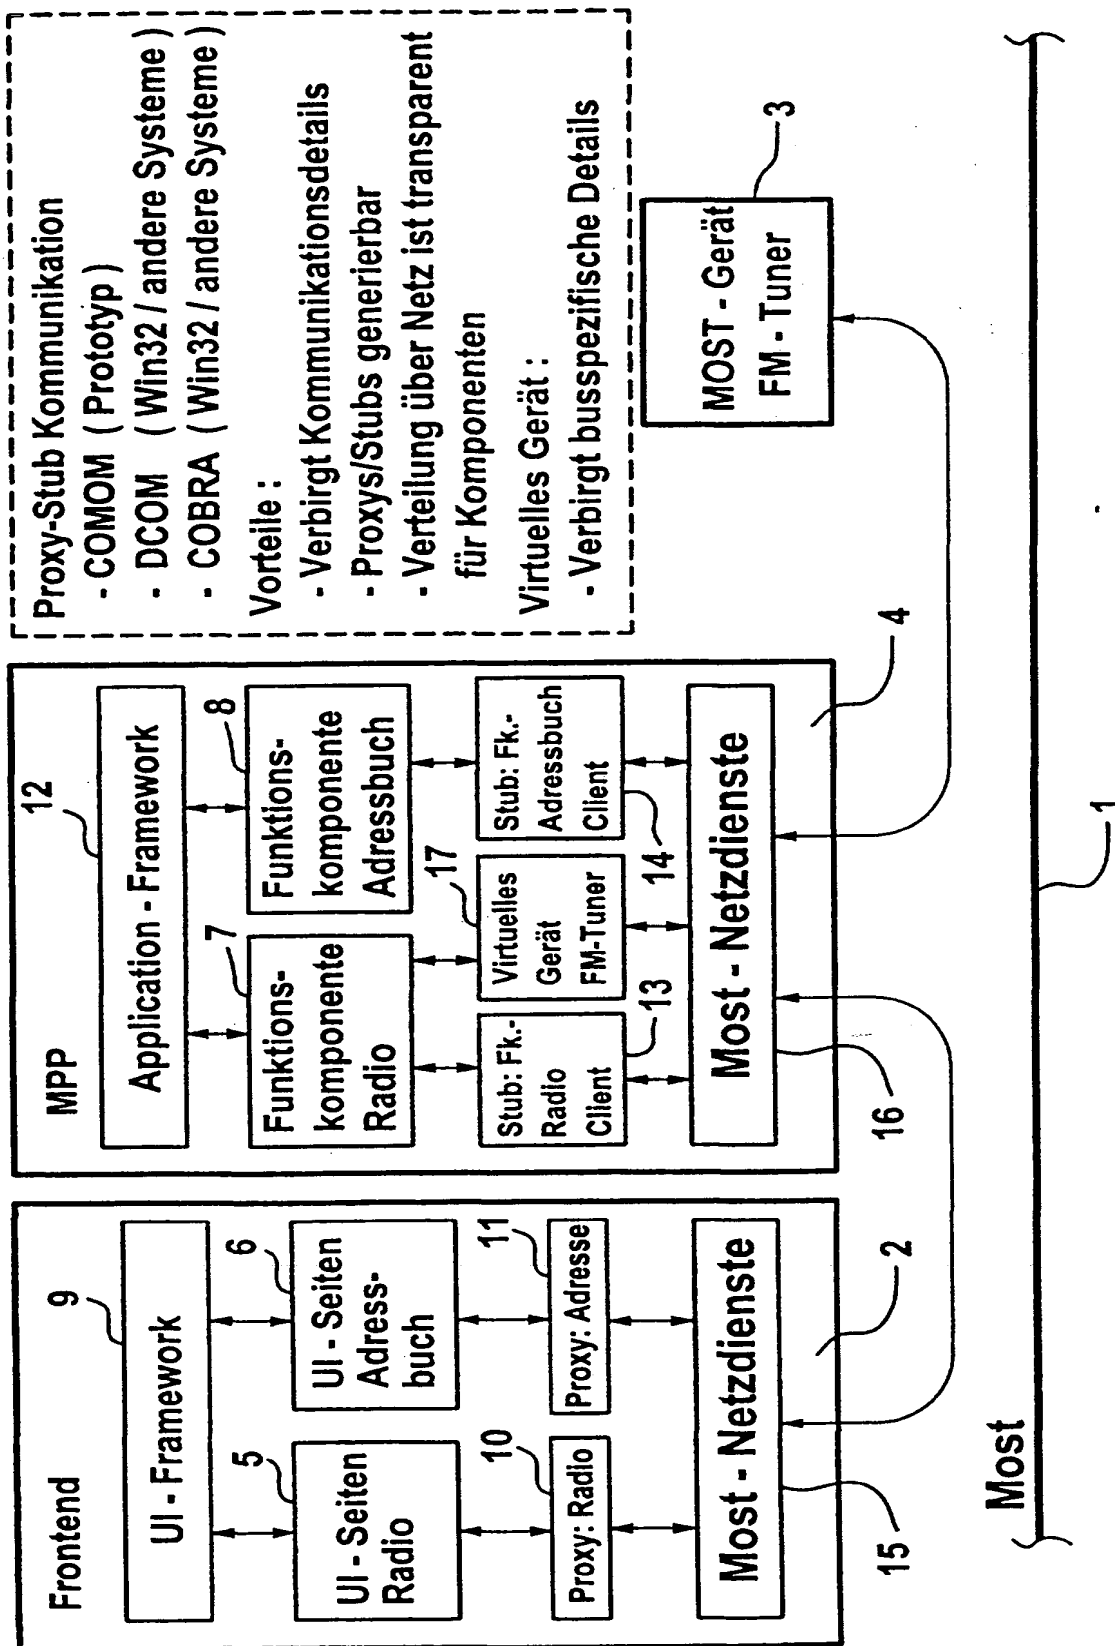 Frontend
9
UI - Framework
5
UI - Seiten
Radio
6
UI - Seiten
Adress-
buch
10
Proxy: Radio
11
Proxy: Adresse
Most - Netzdienste
15
2
MPP
12
Application - Framework
7
Funktions-
komponente
Radio
8
Funktions-
komponente
Adressbuch
Stub: Fk.-
Radio
Client
13
17
Virtuelles
Gerät
FM-Tuner
Stub: Fk.-
Adressbuch
Client
14
Most - Netzdienste
16
4
Proxy-Stub Kommunikation
- COMOM ( Prototyp )
- DCOM ( Win32 / andere Systeme )
- COBRA ( Win32 / andere Systeme )
Vorteile :
- Verbirgt Kommunikationsdetails
- Proxys/Stubs generierbar
- Verteilung über Netz ist transparent
für Komponenten
Virtuelles Gerät :
- Verbirgt busspezifische Details
MOST - Gerät
FM - Tuner
3
Most
1